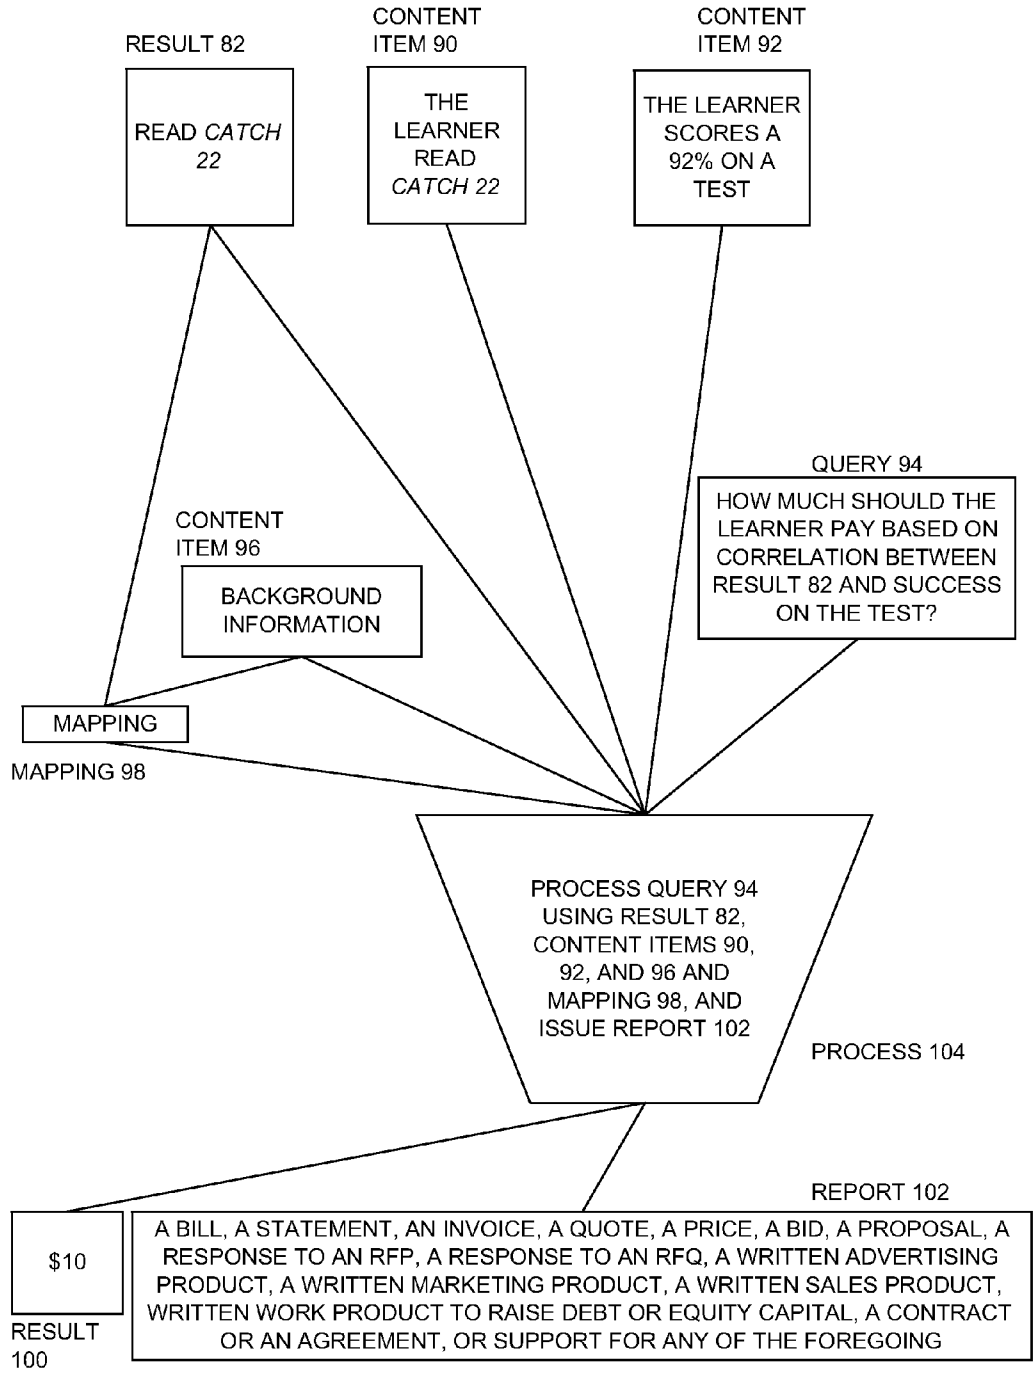 RESULT 82
READ CATCH
22
CONTENT
ITEM 90
THE
LEARNER
READ
CATCH 22
CONTENT
ITEM 92
THE LEARNER
SCORES A
92% ON A
TEST
QUERY 94
HOW MUCH SHOULD THE
LEARNER PAY BASED ON
CORRELATION BETWEEN
RESULT 82 AND SUCCESS
ON THE TEST?
CONTENT
ITEM 96
BACKGROUND
INFORMATION
MAPPING
MAPPING 98
PROCESS QUERY 94
USING RESULT 82,
CONTENT ITEMS 90,
92, AND 96 AND
MAPPING 98, AND
ISSUE REPORT 102
PROCESS 104
REPORT 102
$10
RESULT
100
A BILL, A STATEMENT, AN INVOICE, A QUOTE, A PRICE, A BID, A PROPOSAL, A
RESPONSE TO AN RFP, A RESPONSE TO AN RFQ, A WRITTEN ADVERTISING
PRODUCT, A WRITTEN MARKETING PRODUCT, A WRITTEN SALES PRODUCT,
WRITTEN WORK PRODUCT TO RAISE DEBT OR EQUITY CAPITAL, A CONTRACT
OR AN AGREEMENT, OR SUPPORT FOR ANY OF THE FOREGOING